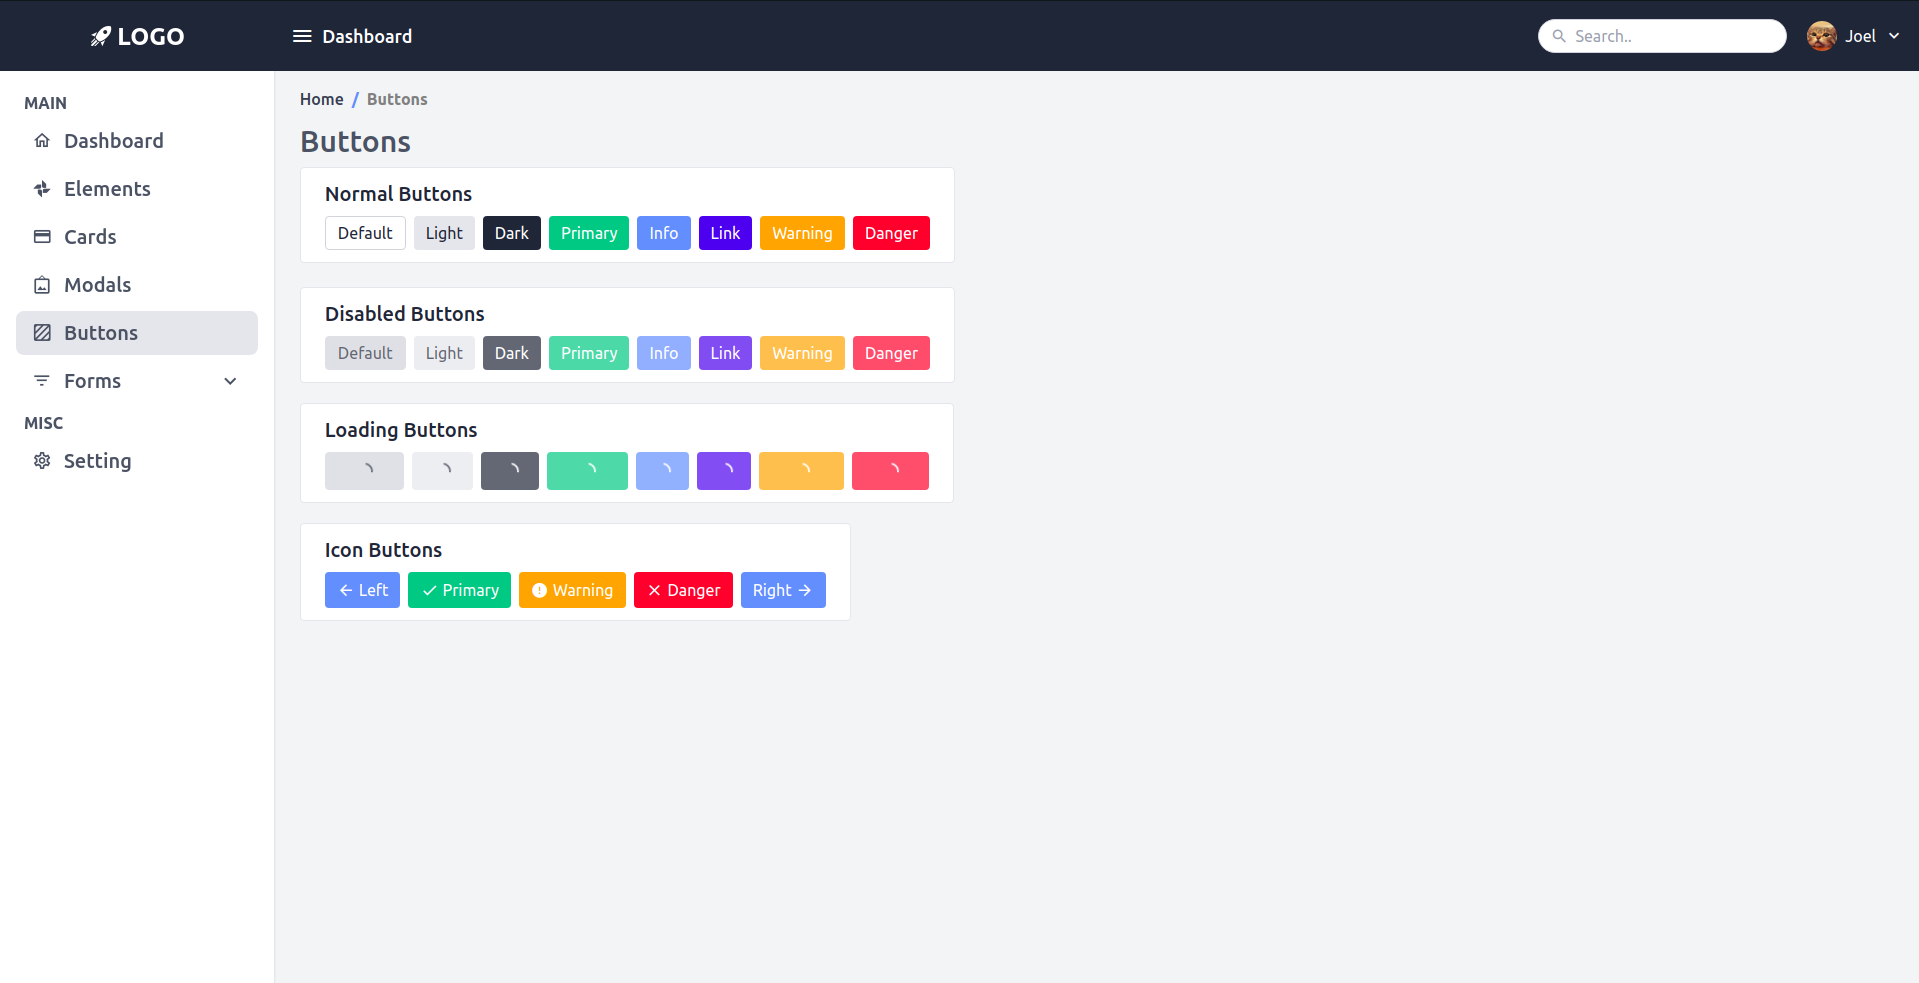 LOGO
Dashboard
Search..
Joel
MAIN
Dashboard
Elements
Cards
Modals
Buttons
Forms
MISC
Setting
Home / Buttons
Buttons
Normal Buttons
Default Light Dark Primary Info Link Warning Danger
Disabled Buttons
Default Light Dark Primary Info Link Warning Danger
Loading Buttons
Icon Buttons
Left Primary Warning Danger Right